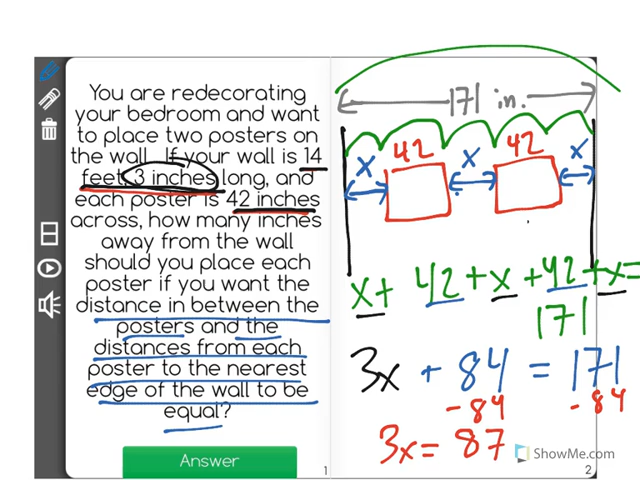 You are redecorating
your bedroom and want
to place two posters on
the wall. If your wall is 14
feet, 3 inches long, and
each poster is 42 inches
across, how many inches
away from the wall
should you place each
poster if you want the
distance in between the
posters and the
distances from each
poster to the nearest
edge of the wall to be
equal?
Answer
1
171 in.
x 42 x 42 x
x + 42 + x + 42 + x =
171
3x + 84 = 171
- 84 - 84
3x = 87
ShowMe.com
2